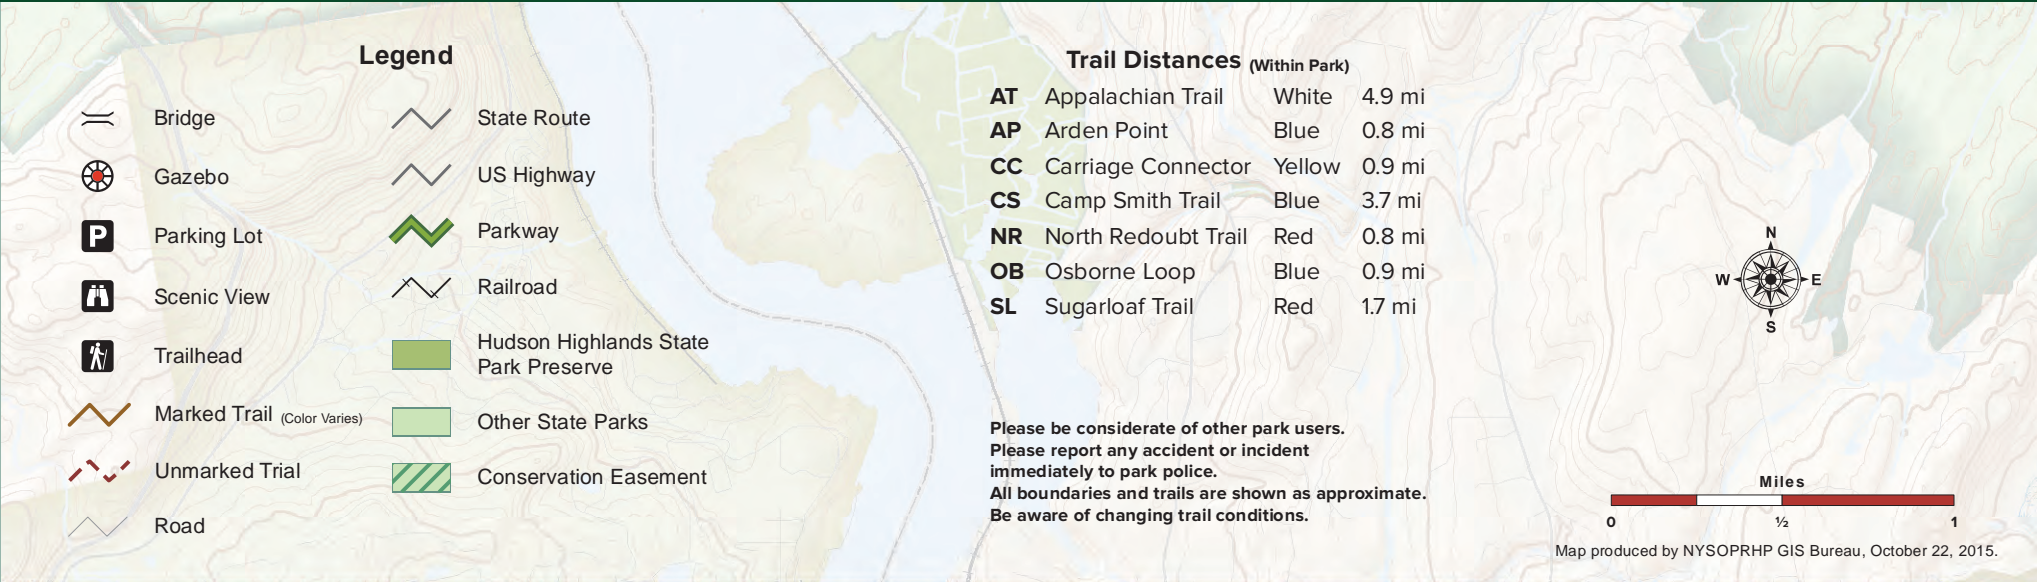 Legend
Bridge
Gazebo
P
Parking Lot
Scenic View
Trailhead
Marked Trail (Color Varies)
Unmarked Trial
Road
State Route
US Highway
Parkway
Railroad
Hudson Highlands State
Park Preserve
Other State Parks
Conservation Easement
Trail Distances (Within Park)
AT Appalachian Trail White 4.9 mi
AP Arden Point Blue 0.8 mi
CC Carriage Connector Yellow 0.9 mi
CS Camp Smith Trail Blue 3.7 mi
NR North Redoubt Trail Red 0.8 mi
OB Osborne Loop Blue 0.9 mi
SL Sugarloaf Trail Red 1.7 mi
Please be considerate of other park users.
Please report any accident or incident
immediately to park police.
All boundaries and trails are shown as approximate.
Be aware of changing trail conditions.
N
W E
S
Miles
0 ½ 1
Map produced by NYSOPRHP GIS Bureau, October 22, 2015.